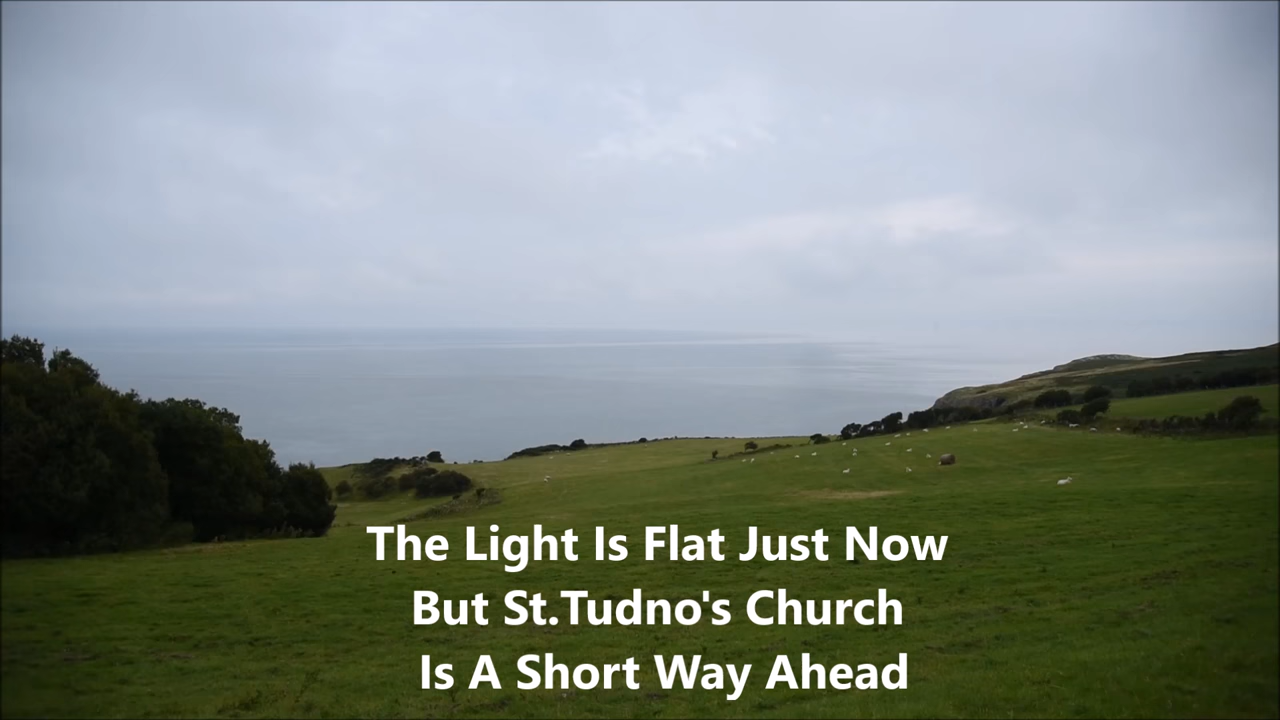 The Light Is Flat Just Now
But St.Tudno's Church
Is A Short Way Ahead